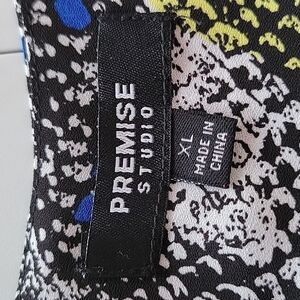 PREMISE
STUDIO
XL
MADE IN
CHINA